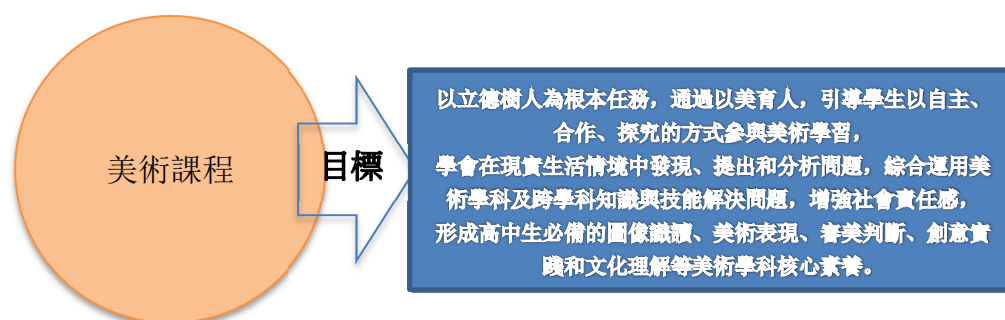 美術課程
目標
以立德樹人為根本任務，通過以美育人，引導學生以自主、
合作、探究的方式參與美術學習，
學會在現實生活情境中發現、提出和分析問題，綜合運用美
術學科及跨學科知識與技能解決問題，增強社會責任感，
形成高中生必備的圖像識讀、美術表現、審美判斷、創意實
踐和文化理解等美術學科核心素養。